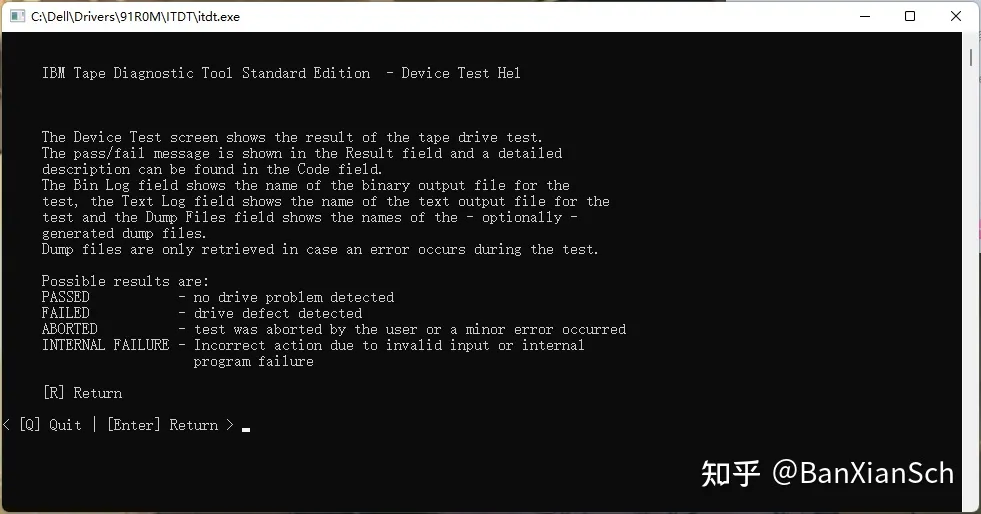 C:\Dell\Drivers\91R0M\ITDT\itdt.exe
IBM Tape Diagnostic Tool Standard Edition - Device Test Hel
The Device Test screen shows the result of the tape drive test.
The pass/fail message is shown in the Result field and a detailed
description can be found in the Code field.
The Bin Log field shows the name of the binary output file for the
test, the Text Log field shows the name of the text output file for the
test and the Dump Files field shows the names of the - optionally -
generated dump files.
Dump files are only retrieved in case an error occurs during the test.
Possible results are:
PASSED - no drive problem detected
FAILED - drive defect detected
ABORTED - test was aborted by the user or a minor error occurred
INTERNAL FAILURE - Incorrect action due to invalid input or internal
program failure
[R] Return
< [Q] Quit | [Enter] Return >
知乎 @BanXianSch